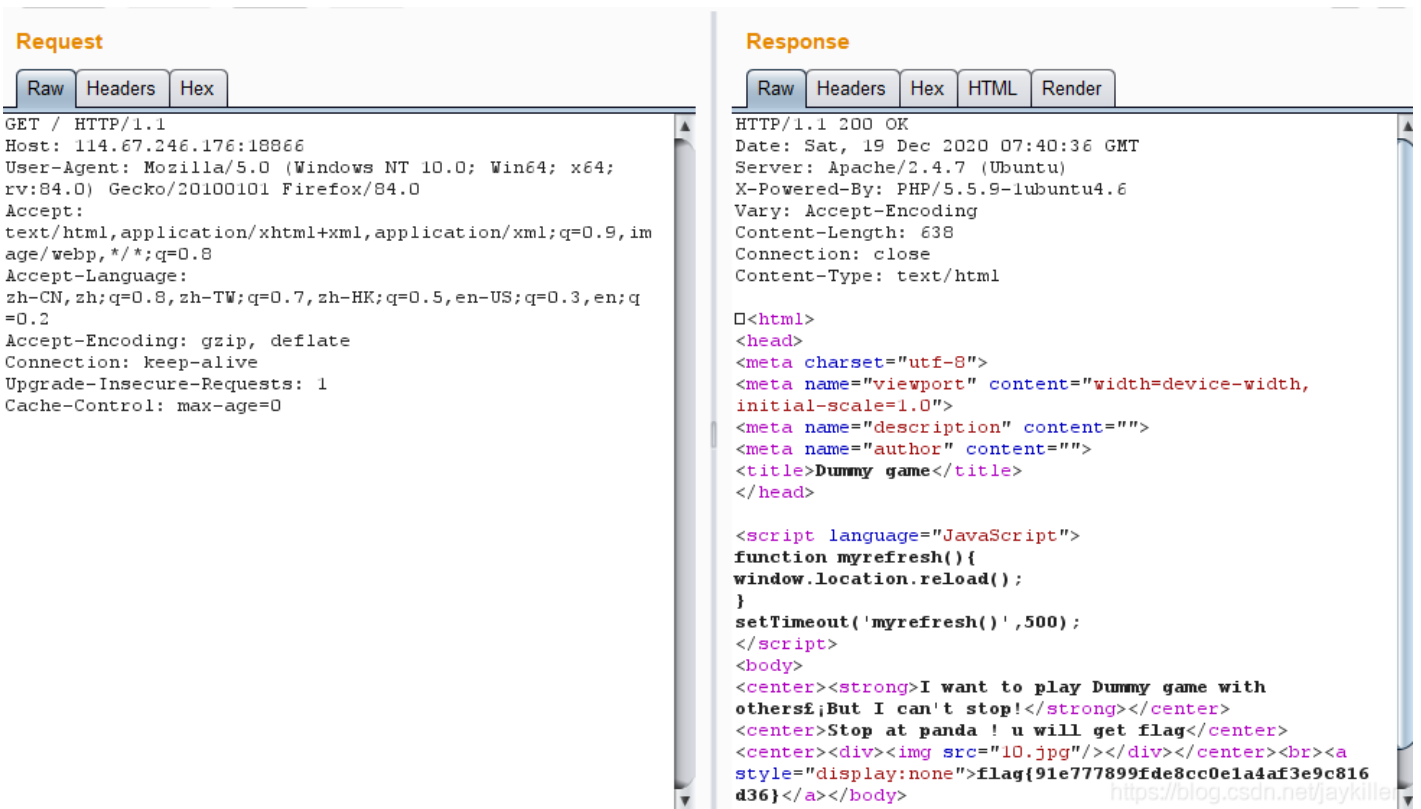 Request
Raw Headers Hex
GET / HTTP/1.1
Host: 114.67.246.176:18866
User-Agent: Mozilla/5.0 (Windows NT 10.0; Win64; x64;
rv:84.0) Gecko/20100101 Firefox/84.0
Accept:
text/html,application/xhtml+xml,application/xml;q=0.9,im
age/webp,*/*;q=0.8
Accept-Language:
zh-CN,zh;q=0.8,zh-TW;q=0.7,zh-HK;q=0.5,en-US;q=0.3,en;q
=0.2
Accept-Encoding: gzip, deflate
Connection: keep-alive
Upgrade-Insecure-Requests: 1
Cache-Control: max-age=0
Response
Raw Headers Hex HTML Render
HTTP/1.1 200 OK
Date: Sat, 19 Dec 2020 07:40:36 GMT
Server: Apache/2.4.7 (Ubuntu)
X-Powered-By: PHP/5.5.9-1ubuntu4.6
Vary: Accept-Encoding
Content-Length: 638
Connection: close
Content-Type: text/html
□<html>
<head>
<meta charset="utf-8">
<meta name="viewport" content="width=device-width,
initial-scale=1.0">
<meta name="description" content="">
<meta name="author" content="">
<title>Dummy game</title>
</head>
<script language="JavaScript">
function myrefresh(){
window.location.reload();
}
setTimeout('myrefresh()',500);
</script>
<body>
<center><strong>I want to play Dummy game with
others£¡But I can't stop!</strong></center>
<center>Stop at panda ! u will get flag</center>
<center><div><img src="10.jpg"/></div></center><br><a
style="display:none">flag{91e777899fde8cc0e1a4af3e9c816
d36}</a></body>
https://blog.csdn.net/jaykiller